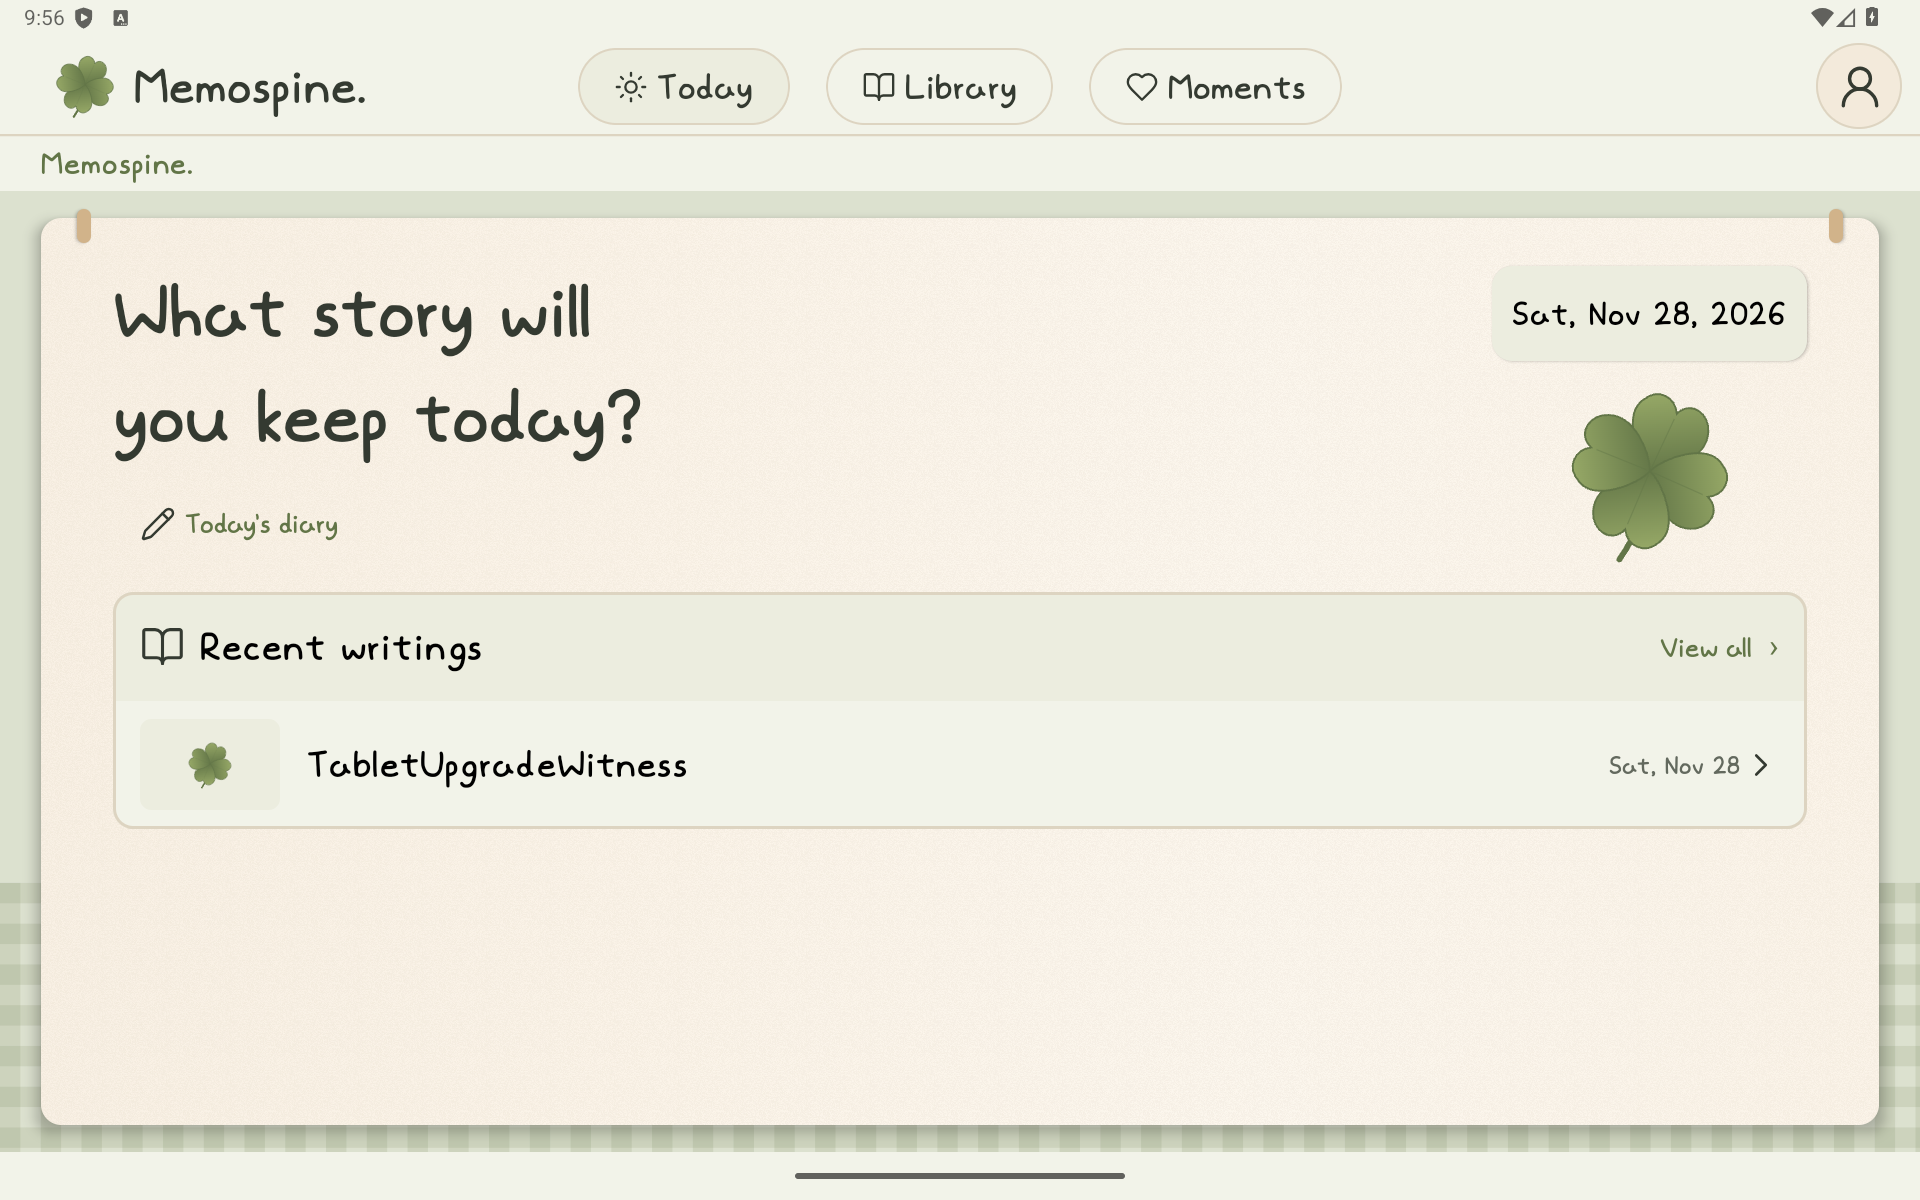 9:56
Memospine.
Today
Library
Moments
Memospine.
What story will
you keep today?
Sat, Nov 28, 2026
Today's diary
Recent writings
View all ›
TabletUpgradeWitness
Sat, Nov 28